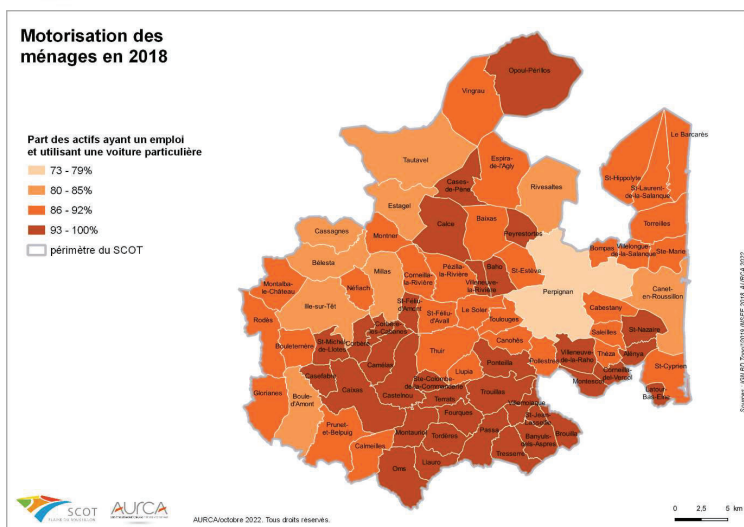 Motorisation des
ménages en 2018
Part des actifs ayant un emploi
et utilisant une voiture particulière
73 - 79%
80 - 85%
86 - 92%
93 - 100%
périmètre du SCOT
Opoul-Périllos
Vingrau
Le Barcarès
Tautavel
Espira-
de-l'Agly
Cases-
de-Pène
Rivesaltes
St-Hippolyte
St-Laurent-
de-la-Salanque
Estagel
Calce
Baixas
Peyrestortes
Torreilles
Cassagnes
Montner
Bompas
Villelongue-
de-la-Salanque
Ste-Marie
Bélesta
Millas
Corneilla-
la-Rivière
Pézilla-
la-Rivière
Baho
Villeneuve-
la-Rivière
St-Estève
Montalba-
le-Château
Néfiach
Perpignan
Canet-
en-Roussillon
Ille-sur-Têt
St-Féliu-
d'Amont
St-Féliu-
d'Avall
Le Soler
Toulouges
Cabestany
Rodès
Corbère-
les-Cabanes
Corbère
St-Michel-
de-Llotes
Bouleternère
Saleilles
St-Nazaire
Canohès
Thuir
Pollestres
Villeneuve-
de-la-Raho
Théza
Alénya
St-Cyprien
Casefabre
Camélas
Llupia
Ponteilla
Corneilla-
del-Vercol
Montescot
Latour-
Bas-Elne
Glorianes
Boule-
d'Amont
Caixas
Castelnou
Ste-Colombe-
de-la-Commanderie
Terrats
Trouillas
Villemolaque
St-Jean-
Lasseille
Fourques
Prunet-
et-Belpuig
Montauriol
Tordères
Passa
Banyuls-
dels-Aspres
Brouilla
Calmeilles
Oms
Llauro
Tresserre
SCOT
PLAINE DU ROUSSILLON
AURCA
AURCA/octobre 2022. Tous droits réservés.
0 2,5 5 km